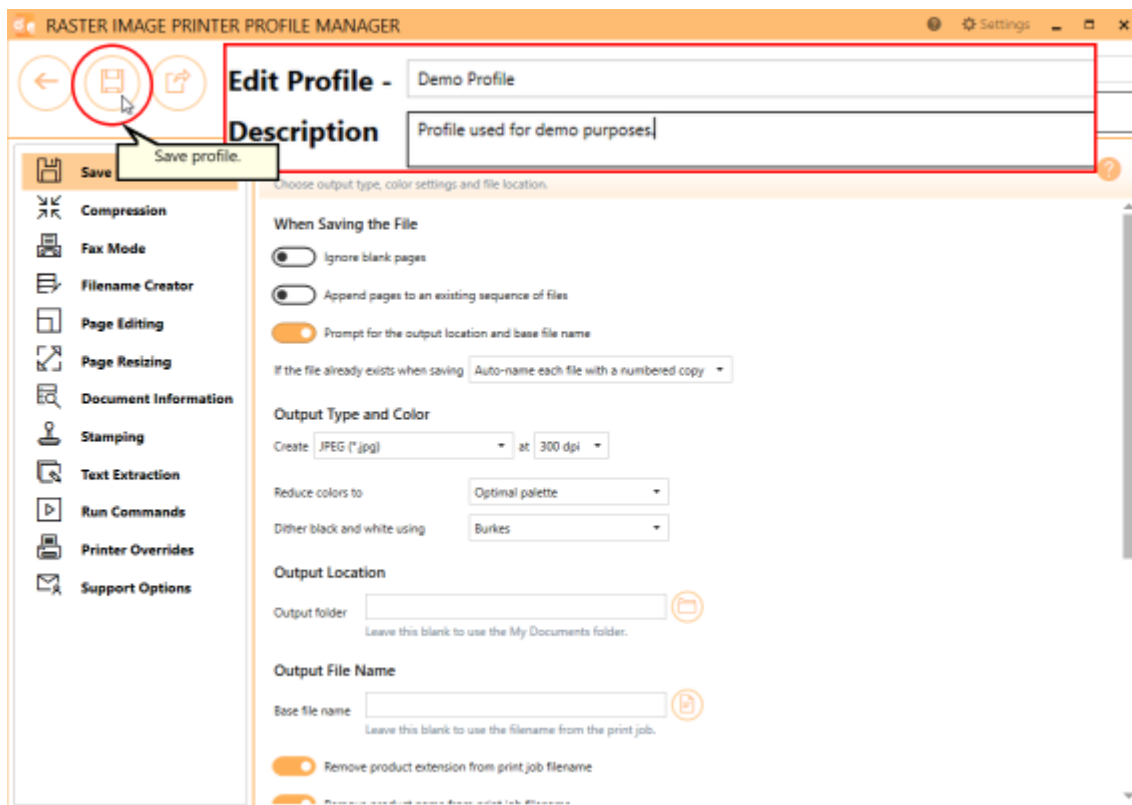 RASTER IMAGE PRINTER PROFILE MANAGER
Settings
Edit Profile - Demo Profile
Description Profile used for demo purposes.
Save profile.
Save
Compression
Fax Mode
Filename Creator
Page Editing
Page Resizing
Document Information
Stamping
Text Extraction
Run Commands
Printer Overrides
Support Options
Choose output type, color settings and file location.
When Saving the File
Ignore blank pages
Append pages to an existing sequence of files
Prompt for the output location and base file name
If the file already exists when saving Auto-name each file with a numbered copy
Output Type and Color
Create JPEG (*.jpg) at 300 dpi
Reduce colors to Optimal palette
Dither black and white using Burkes
Output Location
Output folder
Leave this blank to use the My Documents folder.
Output File Name
Base file name
Leave this blank to use the filename from the print job.
Remove product extension from print job filename
Remove product name from print job filename